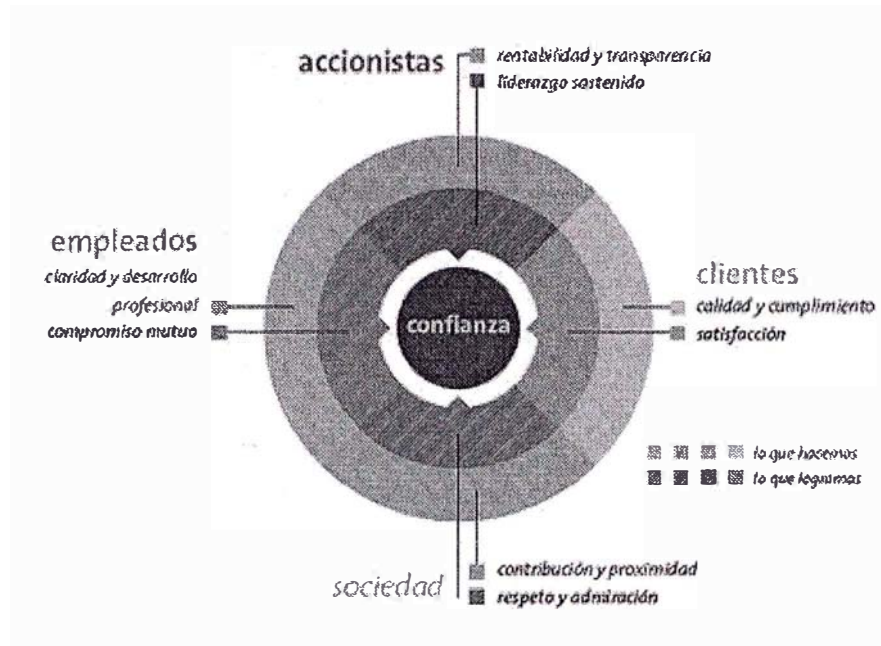 accionistas
rentabilidad y transparencia
liderazgo sostenido
empleados
claridad y desarrollo
profesional
compromiso mutuo
confianza
clientes
calidad y cumplimiento
satisfacción
lo que hacemos
lo que logramos
sociedad
contribución y proximidad
respeto y admiración